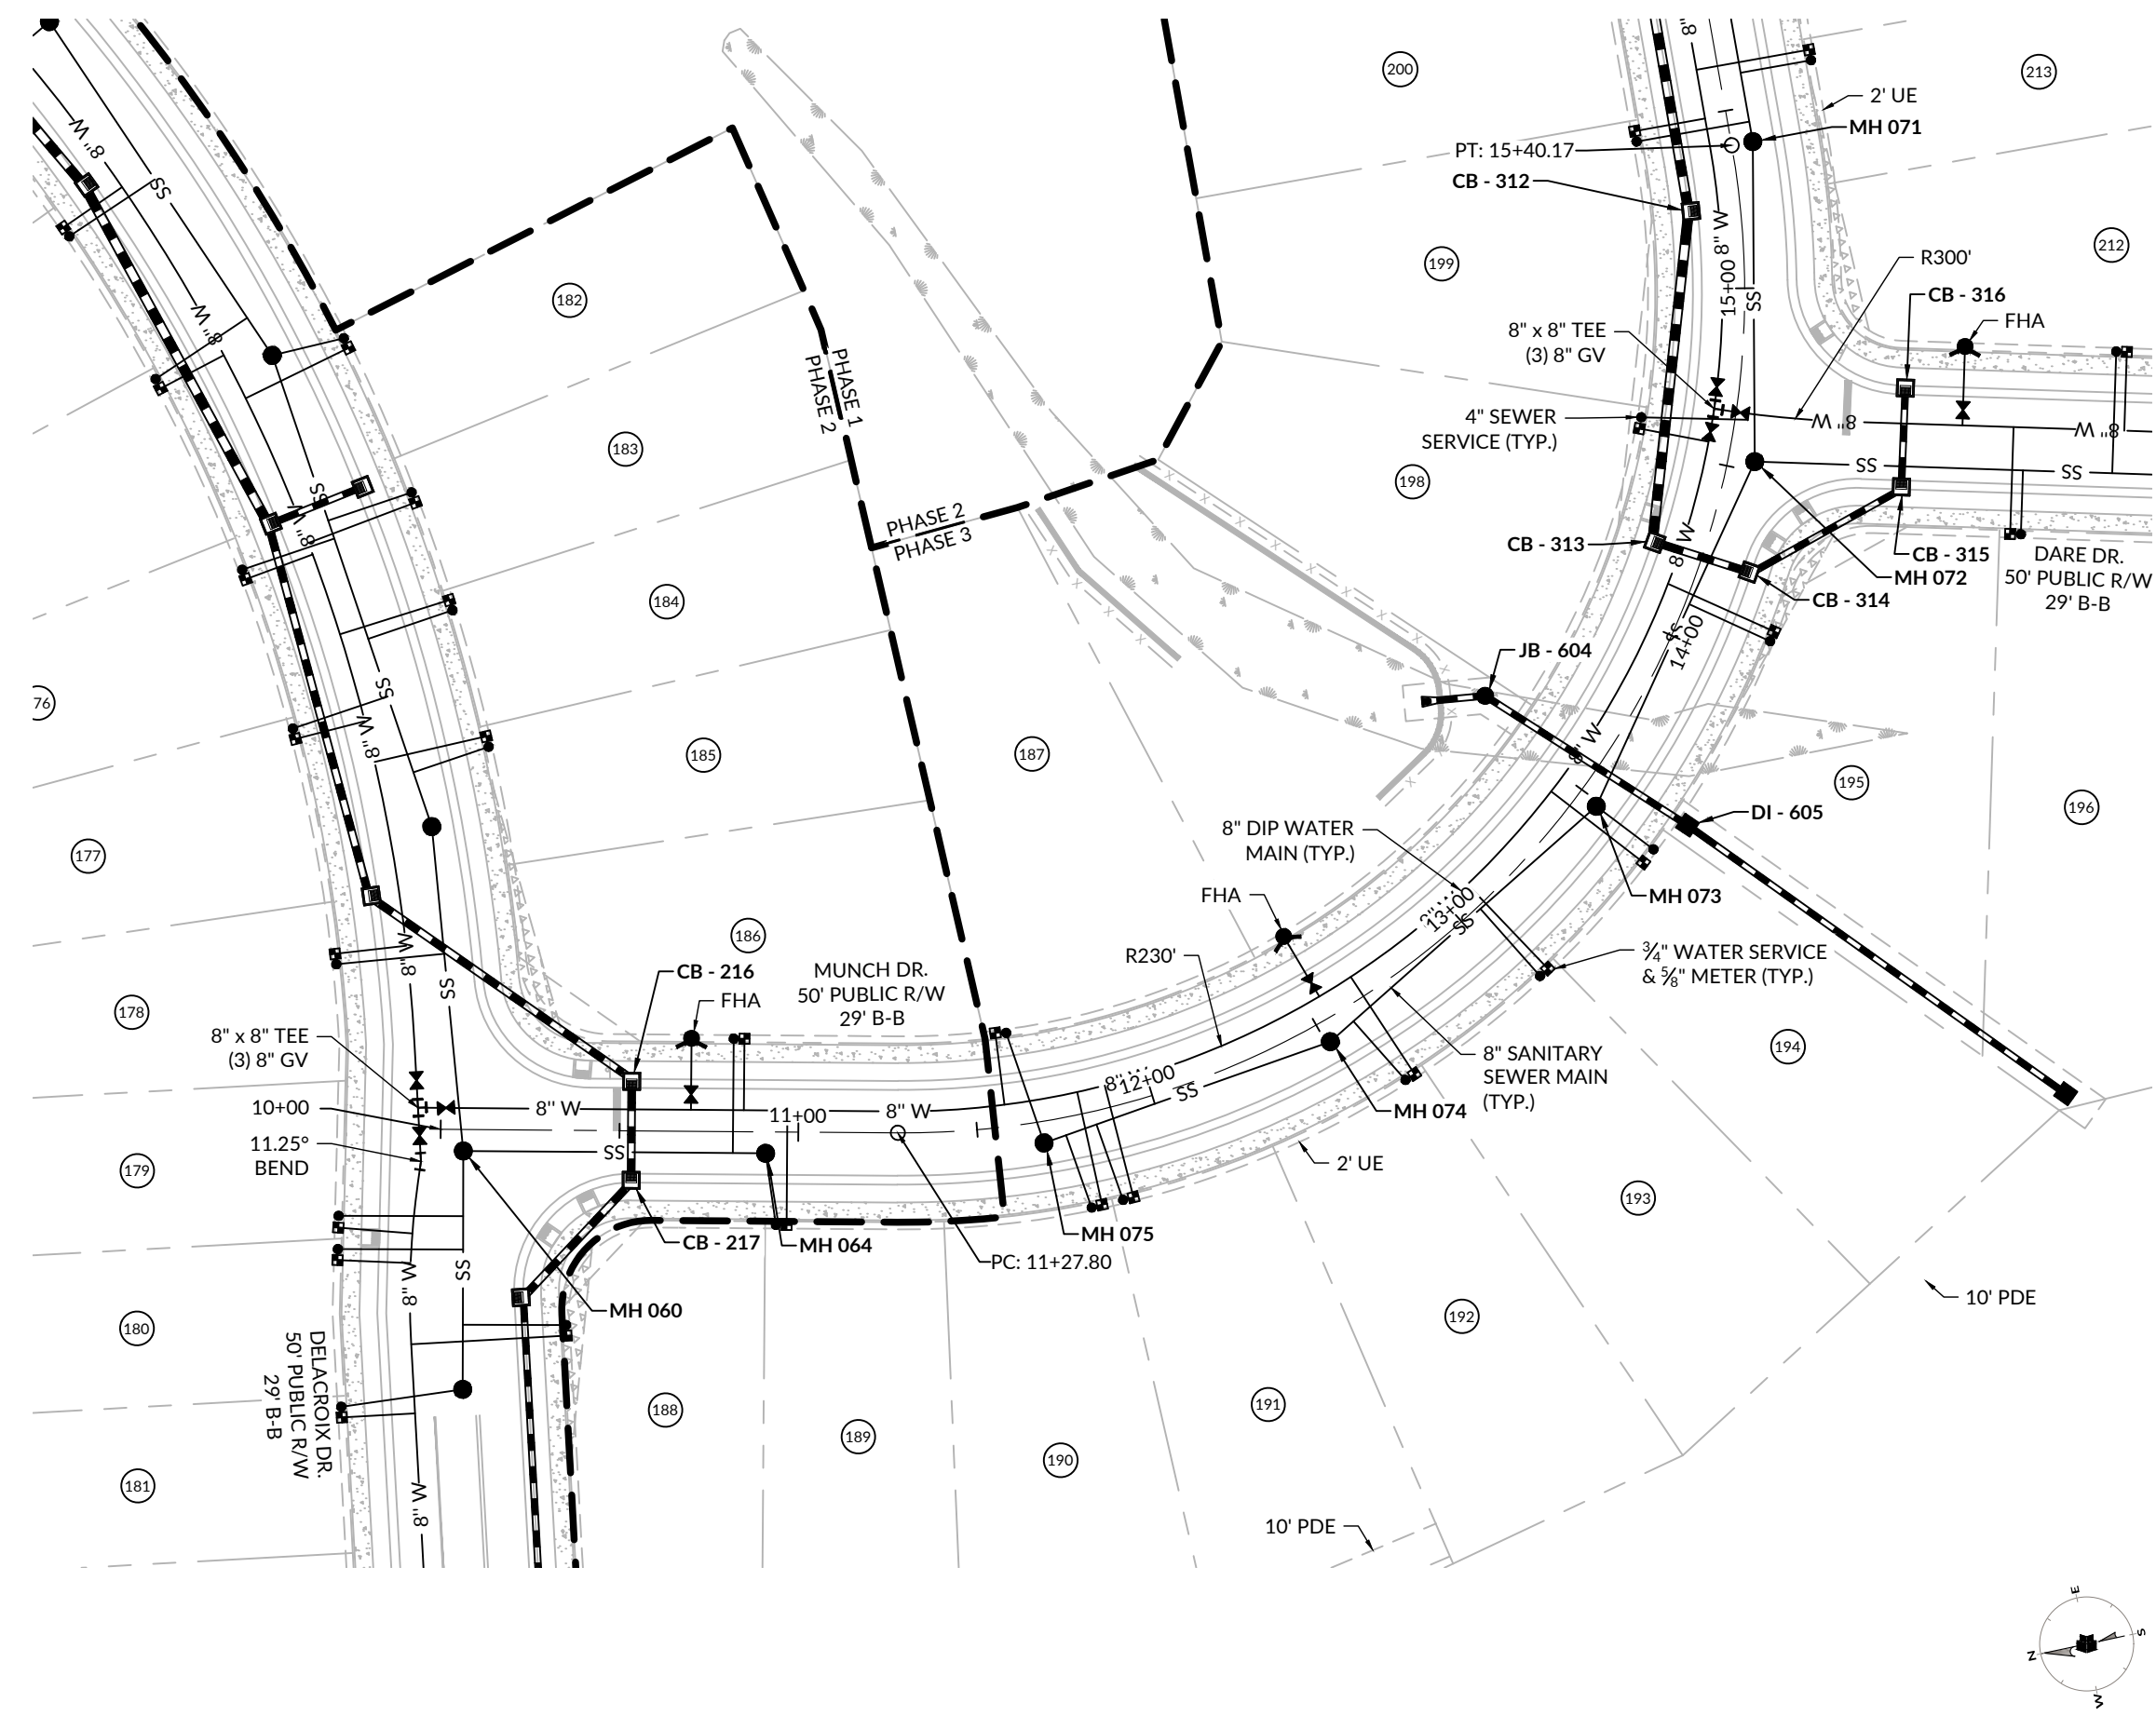 200
213
2' UE
MH 071
PT: 15+40.17
CB - 312
8" W
8" W
SS
199
212
R300'
CB - 316
FHA
182
8" x 8" TEE
(3) 8" GV
15+00
8" W
SS
8" W
PHASE 1
PHASE 2
4" SEWER
SERVICE (TYP.)
8" W
8" W
183
198
SS
SS
SS
8" W
PHASE 2
PHASE 3
CB - 313
8" W
CB - 315
MH 072
CB - 314
DARE DR.
50' PUBLIC R/W
29' B-B
184
14+00
JB - 604
76
SS
8" W
185
187
8" W
195
196
DI - 605
8" DIP WATER
MAIN (TYP.)
177
FHA
13+00
SS
MH 073
186
8" W
SS
CB - 216
FHA
MUNCH DR.
50' PUBLIC R/W
29' B-B
R230'
3/4" WATER SERVICE
& 5/8" METER (TYP.)
178
8" x 8" TEE
(3) 8" GV
194
8" SANITARY
SEWER MAIN
(TYP.)
10+00
8" W
11+00
8" W
12+00
SS
MH 074
11.25°
BEND
SS
179
2' UE
193
MH 075
CB - 217
MH 064
PC: 11+27.80
8" W
SS
MH 060
10' PDE
180
192
DELACROIX DR.
50' PUBLIC R/W
29' B-B
188
189
190
191
181
8" W
10' PDE
E
S
N
W